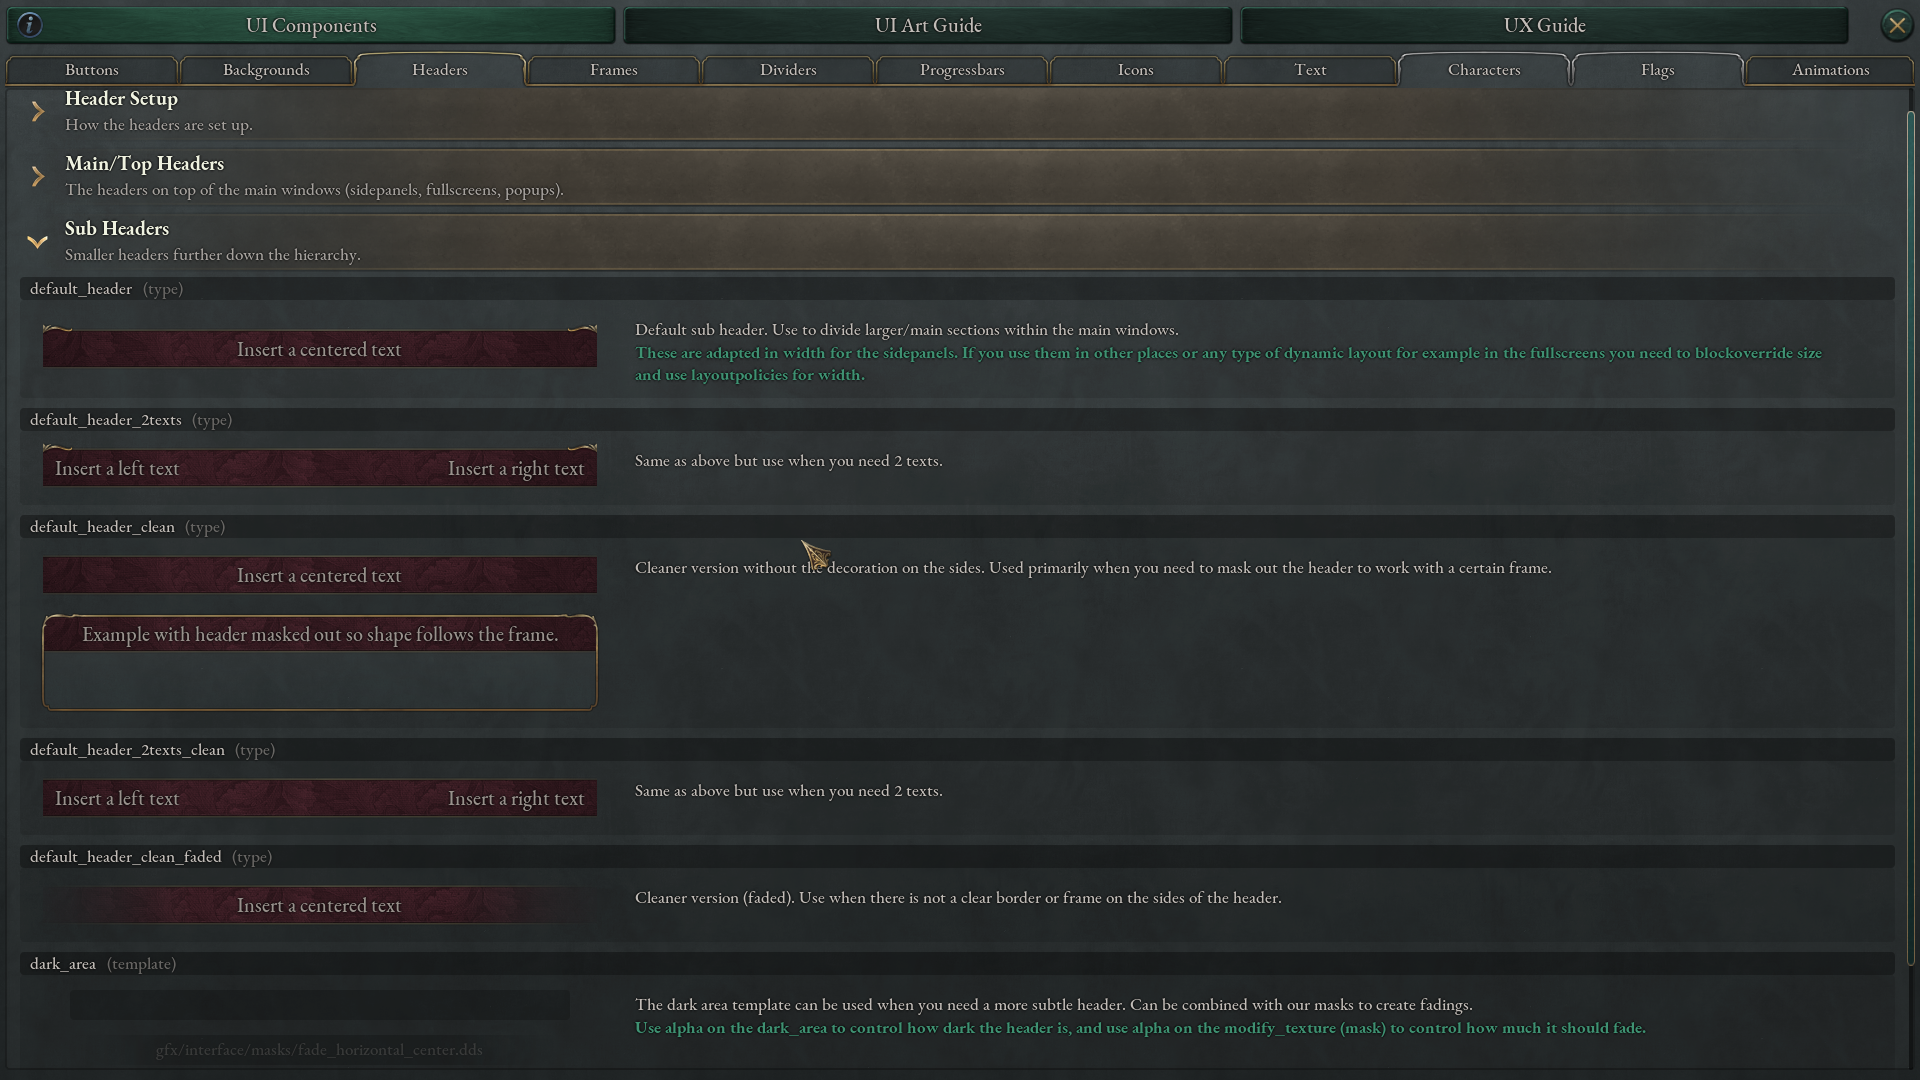 UI Components
UI Art Guide
UX Guide
Buttons
Backgrounds
Headers
Frames
Dividers
Progressbars
Icons
Text
Characters
Flags
Animations
Header Setup
How the headers are set up.
Main/Top Headers
The headers on top of the main windows (sidepanels, fullscreens, popups).
Sub Headers
Smaller headers further down the hierarchy.
default_header (type)
Insert a centered text
Default sub header. Use to divide larger/main sections within the main windows.
These are adapted in width for the sidepanels. If you use them in other places or any type of dynamic layout for example in the fullscreens you need to blockoverride size
and use layoutpolicies for width.
default_header_2texts (type)
Insert a left text
Insert a right text
Same as above but use when you need 2 texts.
default_header_clean (type)
Insert a centered text
Cleaner version without the decoration on the sides. Used primarily when you need to mask out the header to work with a certain frame.
Example with header masked out so shape follows the frame.
default_header_2texts_clean (type)
Insert a left text
Insert a right text
Same as above but use when you need 2 texts.
default_header_clean_faded (type)
Insert a centered text
Cleaner version (faded). Use when there is not a clear border or frame on the sides of the header.
dark_area (template)
The dark area template can be used when you need a more subtle header. Can be combined with our masks to create fadings.
Use alpha on the dark_area to control how dark the header is, and use alpha on the modify_texture (mask) to control how much it should fade.
gfx/interface/masks/fade_horizontal_center.dds